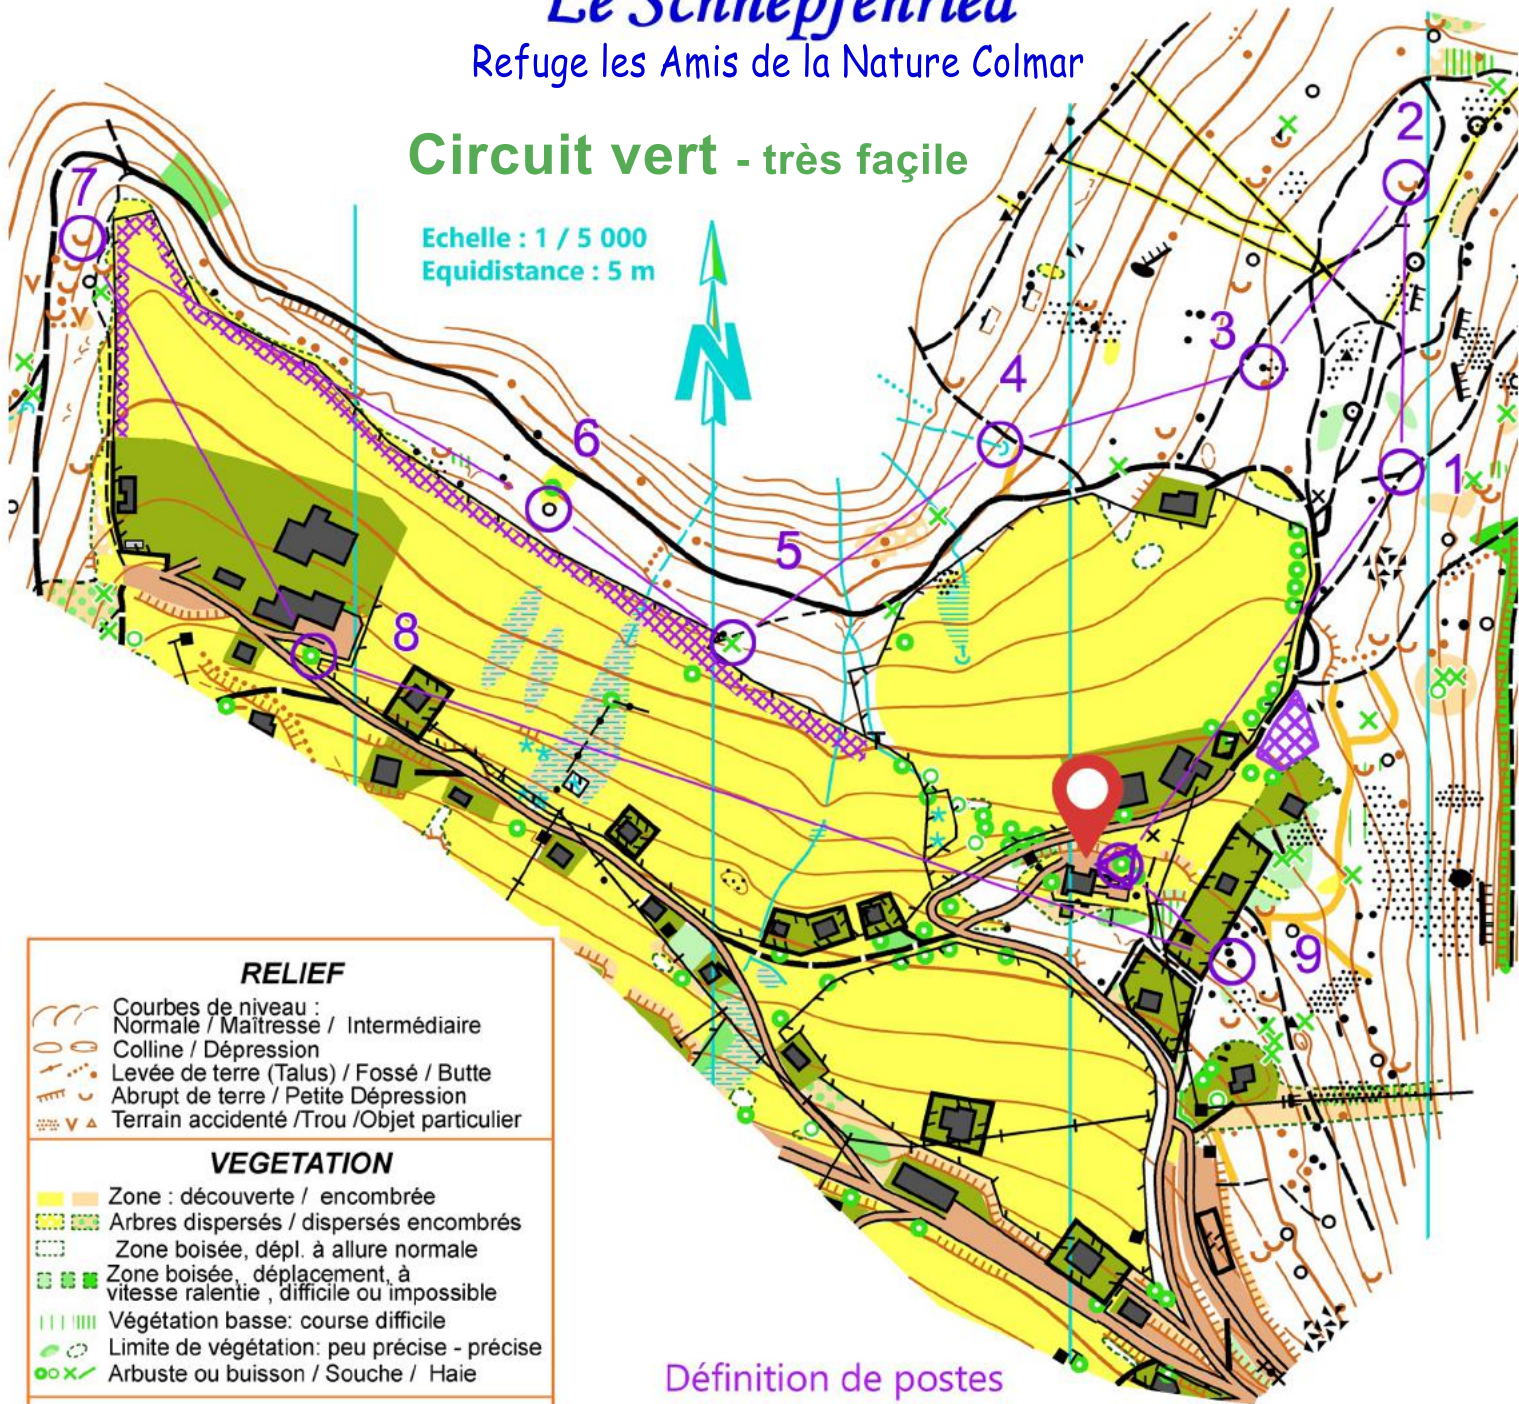 Le Schnepfenried
Refuge les Amis de la Nature Colmar
Circuit vert - très façile
Echelle : 1 / 5 000
Equidistance : 5 m
N
7
2
3
4
6
1
5
8
9
RELIEF
Courbes de niveau :
Normale / Maîtresse / Intermédiaire
Colline / Dépression
Levée de terre (Talus) / Fossé / Butte
Abrupt de terre / Petite Dépression
Terrain accidenté /Trou /Objet particulier
VEGETATION
Zone : découverte / encombrée
Arbres dispersés / dispersés encombrés
Zone boisée, dépl. à allure normale
Zone boisée, déplacement, à
vitesse ralentie , difficile ou impossible
Végétation basse: course difficile
Limite de végétation: peu précise - précise
Arbuste ou buisson / Souche / Haie
Définition de postes